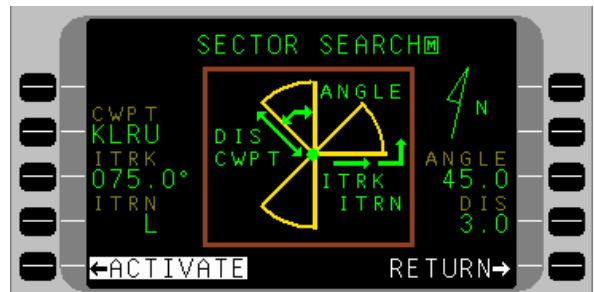 SECTOR SEARCH M
ANGLE
N
CWPT
KLRU
DIS
CWPT
ITRK
075.0°
ITRK
ANGLE
45.0
ITRN
L
ITRN
DIS
3.0
←ACTIVATE
RETURN→